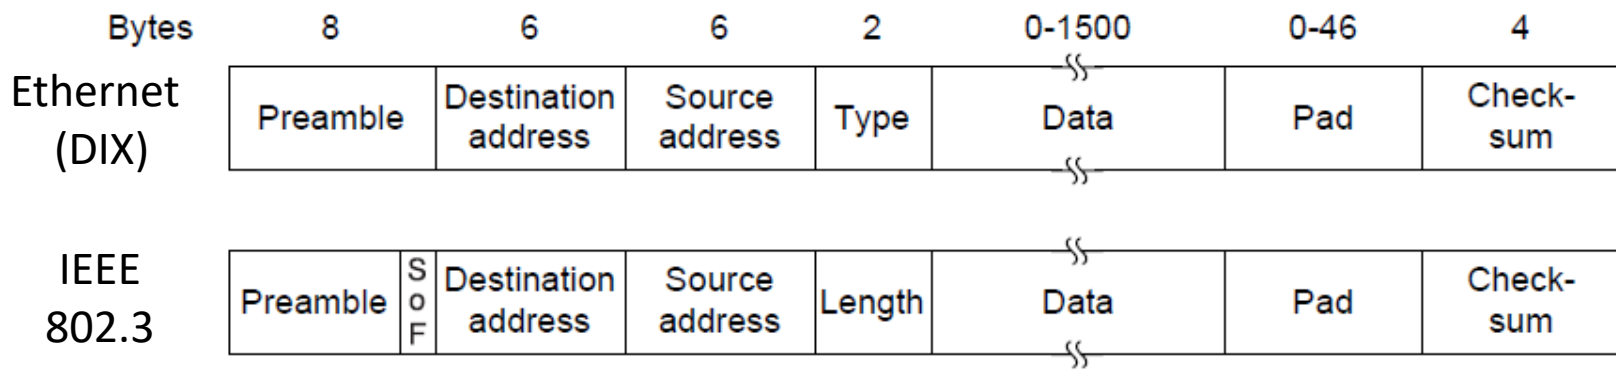 Bytes 8 6 6 2 0-1500 0-46 4
Ethernet
(DIX)
Preamble
Destination
address
Source
address
Type
Data
Pad
Check-
sum
IEEE
802.3
Preamble
S
o
F
Destination
address
Source
address
Length
Data
Pad
Check-
sum